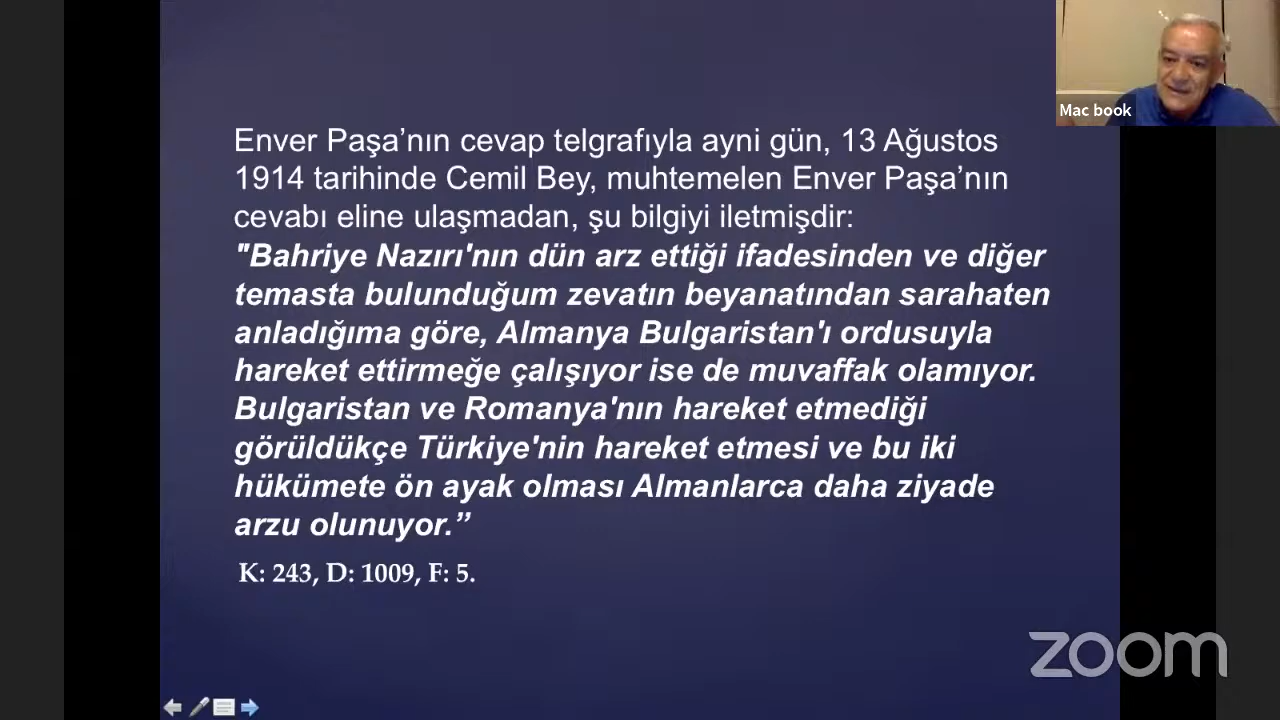 Enver Paşa’nın cevap telgrafıyla ayni gün, 13 Ağustos
1914 tarihinde Cemil Bey, muhtemelen Enver Paşa’nın
cevabı eline ulaşmadan, şu bilgiyi iletmişdir:
"Bahriye Nazırı'nın dün arz ettiği ifadesinden ve diğer
temasta bulunduğum zevatın beyanatından sarahaten
anladığıma göre, Almanya Bulgaristan'ı ordusuyla
hareket ettirmeğe çalışıyor ise de muvaffak olamıyor.
Bulgaristan ve Romanya'nın hareket etmediği
görüldükçe Türkiye'nin hareket etmesi ve bu iki
hükümete ön ayak olması Almanlarca daha ziyade
arzu olunuyor.”
K: 243, D: 1009, F: 5.
Mac book
zoom